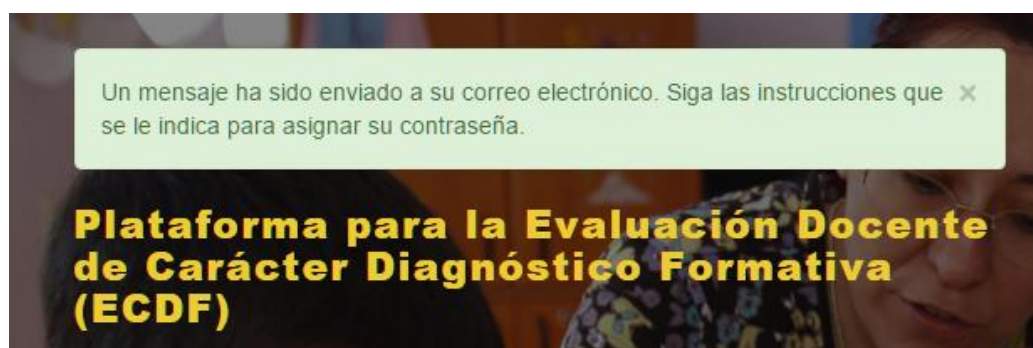 Un mensaje ha sido enviado a su correo electrónico. Siga las instrucciones que ×
se le indica para asignar su contraseña.
Plataforma para la Evaluación Docente
de Carácter Diagnóstico Formativa
(ECDF)